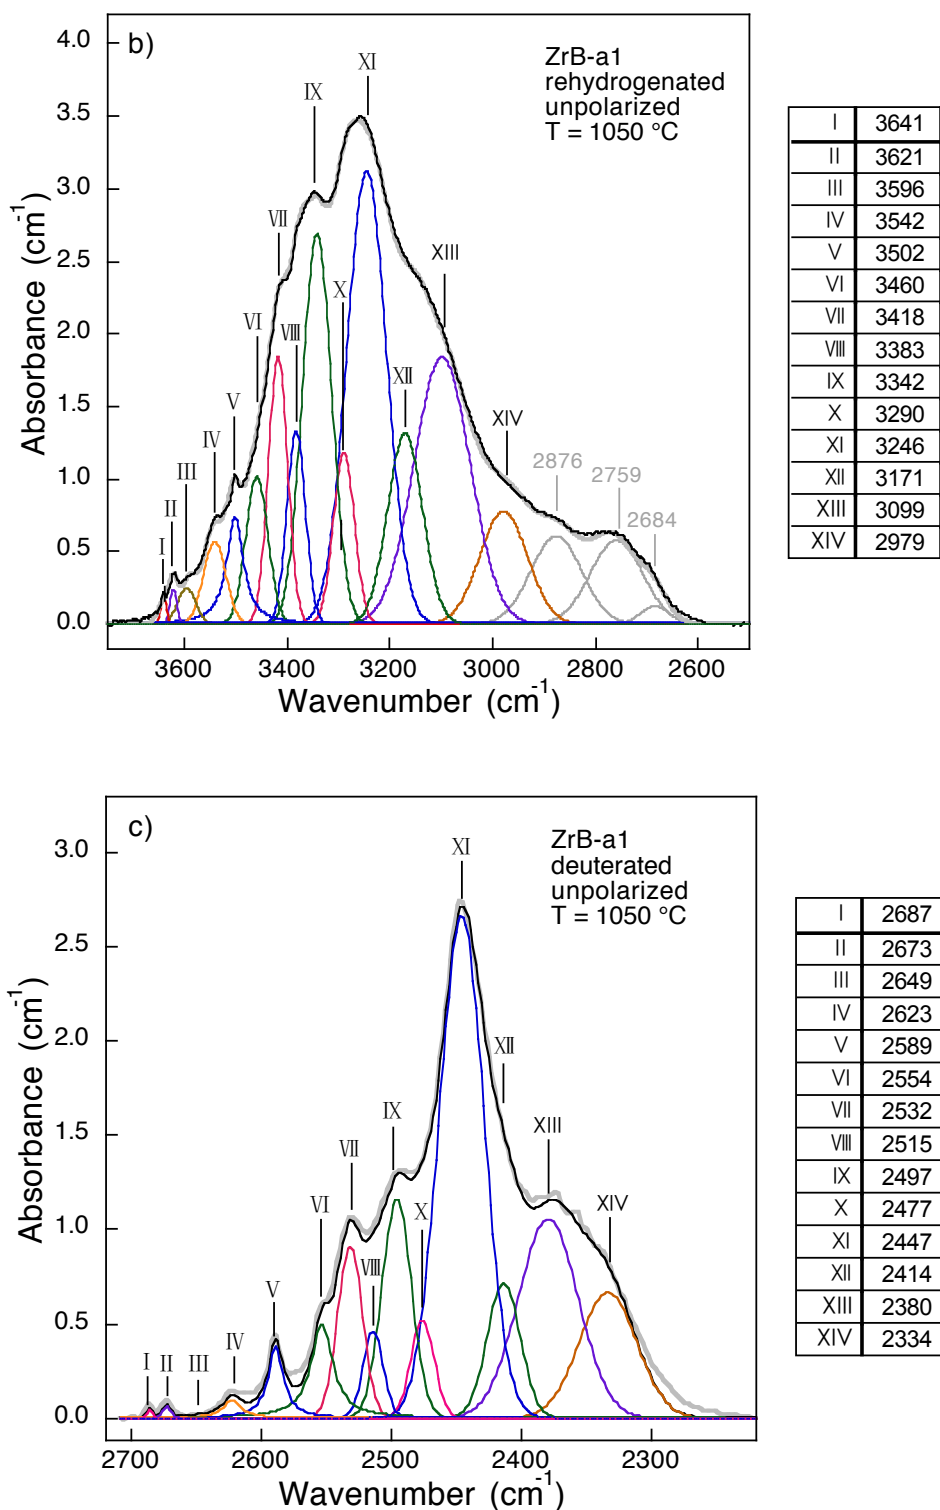 b)
ZrB-a1
rehydrogenated
unpolarized
T = 1050 °C
Absorbance (cm-1)
4.0
3.5
3.0
2.5
2.0
1.5
1.0
0.5
0.0
I
II
III
IV
V
VI
VII
VIII
IX
X
XI
XII
XIII
XIV
2876
2759
2684
3600 3400 3200 3000 2800 2600
Wavenumber (cm-1)
I 3641
II 3621
III 3596
IV 3542
V 3502
VI 3460
VII 3418
VIII 3383
IX 3342
X 3290
XI 3246
XII 3171
XIII 3099
XIV 2979
c)
ZrB-a1
deuterated
unpolarized
T = 1050 °C
Absorbance (cm-1)
3.0
2.5
2.0
1.5
1.0
0.5
0.0
I
II
III
IV
V
VI
VII
VIII
IX
X
XI
XII
XIII
XIV
2700 2600 2500 2400 2300
Wavenumber (cm-1)
I 2687
II 2673
III 2649
IV 2623
V 2589
VI 2554
VII 2532
VIII 2515
IX 2497
X 2477
XI 2447
XII 2414
XIII 2380
XIV 2334